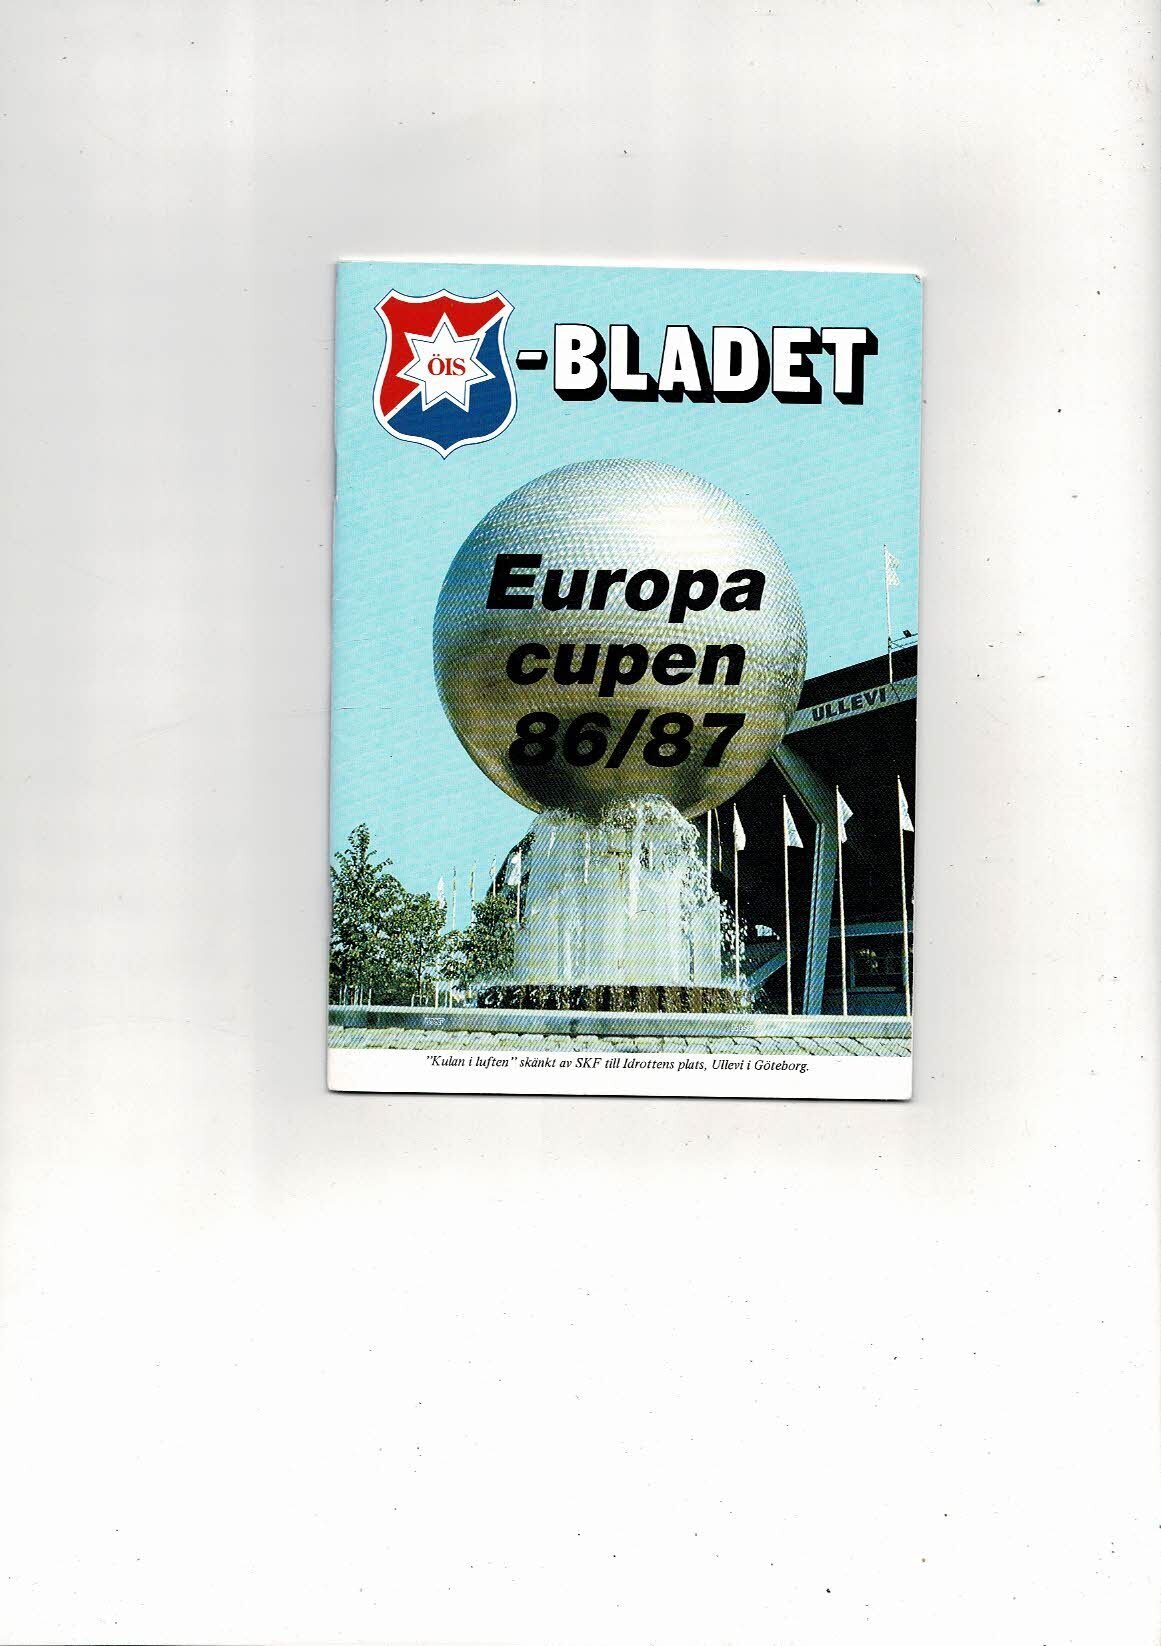 ÖIS
-BLADET
Europa
cupen
86/87
ULLEVI
"Kulan i luften" skänkt av SKF till Idrottens plats, Ullevi i Göteborg.